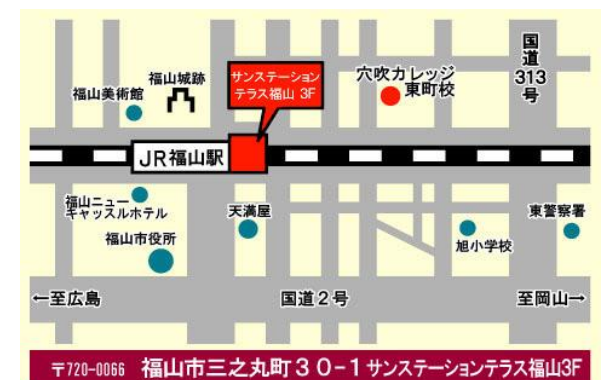 国道313号
サンステーション
テラス福山 3F
穴吹カレッジ
東町校
福山城跡
福山美術館
JR福山駅
福山ニュー
キャッスルホテル
天満屋
東警察署
福山市役所
旭小学校
←至広島
国道2号
至岡山→
〒720-0066 福山市三之丸町30-1サンステーションテラス福山3F